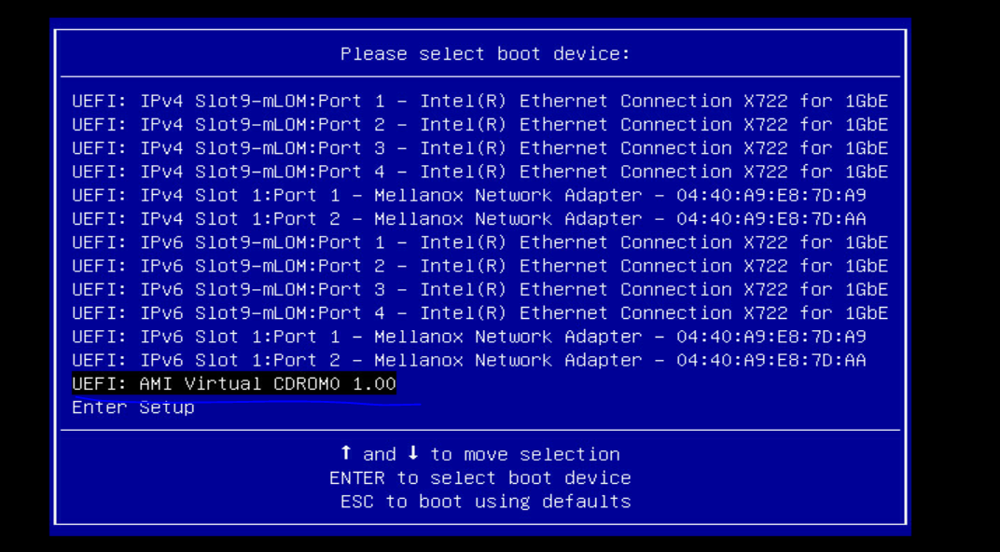 Please select boot device:
UEFI: IPv4 Slot9-mLOM:Port 1 - Intel(R) Ethernet Connection X722 for 1GbE
UEFI: IPv4 Slot9-mLOM:Port 2 - Intel(R) Ethernet Connection X722 for 1GbE
UEFI: IPv4 Slot9-mLOM:Port 3 - Intel(R) Ethernet Connection X722 for 1GbE
UEFI: IPv4 Slot9-mLOM:Port 4 - Intel(R) Ethernet Connection X722 for 1GbE
UEFI: IPv4 Slot 1:Port 1 - Mellanox Network Adapter - 04:40:A9:E8:7D:A9
UEFI: IPv4 Slot 1:Port 2 - Mellanox Network Adapter - 04:40:A9:E8:7D:AA
UEFI: IPv6 Slot9-mLOM:Port 1 - Intel(R) Ethernet Connection X722 for 1GbE
UEFI: IPv6 Slot9-mLOM:Port 2 - Intel(R) Ethernet Connection X722 for 1GbE
UEFI: IPv6 Slot9-mLOM:Port 3 - Intel(R) Ethernet Connection X722 for 1GbE
UEFI: IPv6 Slot9-mLOM:Port 4 - Intel(R) Ethernet Connection X722 for 1GbE
UEFI: IPv6 Slot 1:Port 1 - Mellanox Network Adapter - 04:40:A9:E8:7D:A9
UEFI: IPv6 Slot 1:Port 2 - Mellanox Network Adapter - 04:40:A9:E8:7D:AA
UEFI: AMI Virtual CDROM0 1.00
Enter Setup
↑ and ↓ to move selection
ENTER to select boot device
ESC to boot using defaults